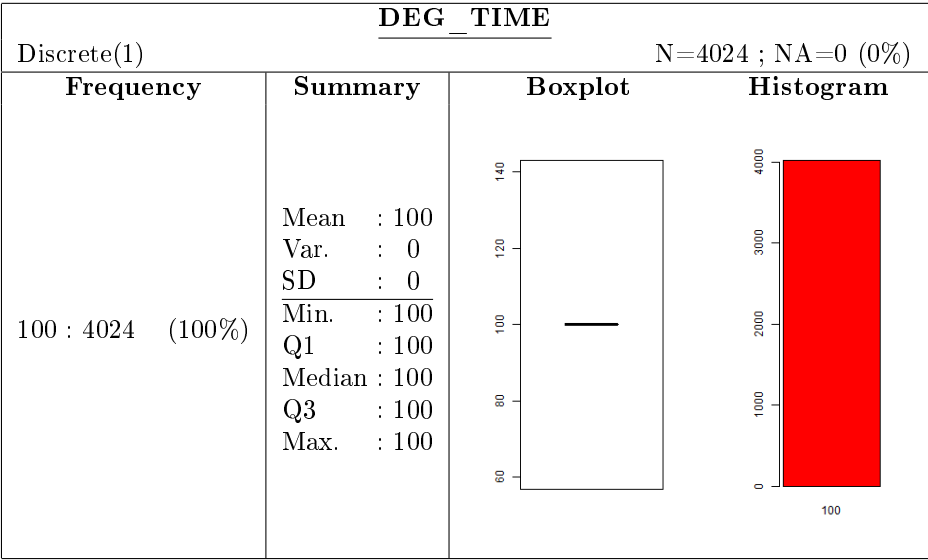 DEG_TIME
Discrete(1) N=4024 ; NA=0 (0%)
Frequency Summary Boxplot Histogram
100 : 4024 (100%)
Mean : 100
Var. : 0
SD : 0
Min. : 100
Q1 : 100
Median : 100
Q3 : 100
Max. : 100
140
120
100
80
60
4000
3000
2000
1000
0
100